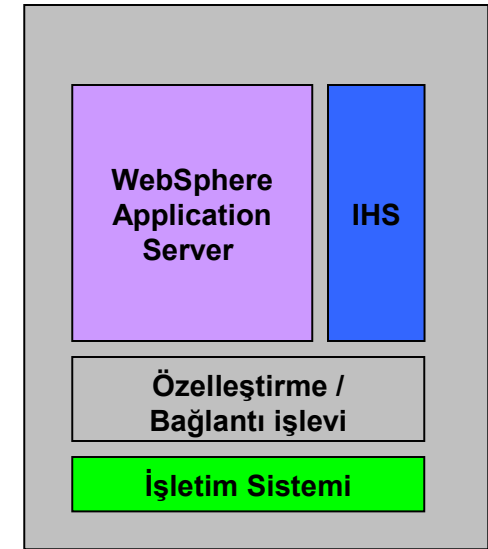 WebSphere
Application
Server
IHS
Özelleştirme /
Bağlantı işlevi
İşletim Sistemi